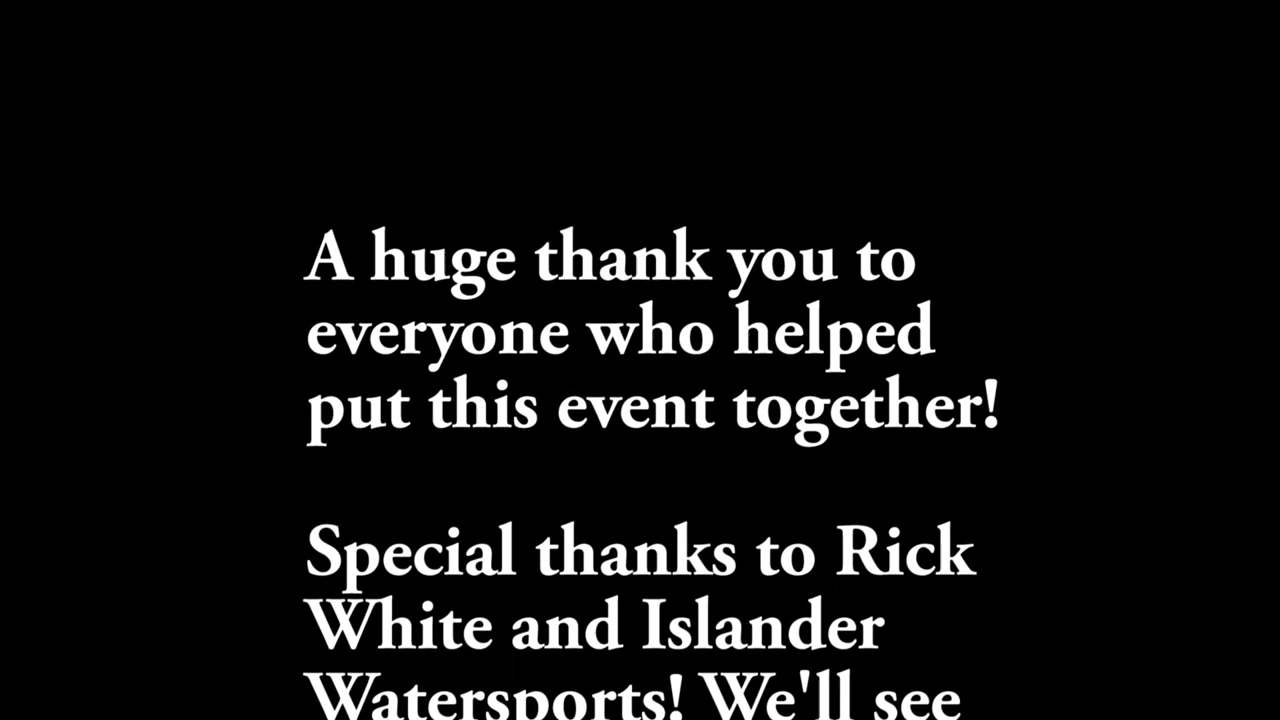 A huge thank you to
everyone who helped
put this event together!
Special thanks to Rick
White and Islander
Watersports! We'll see